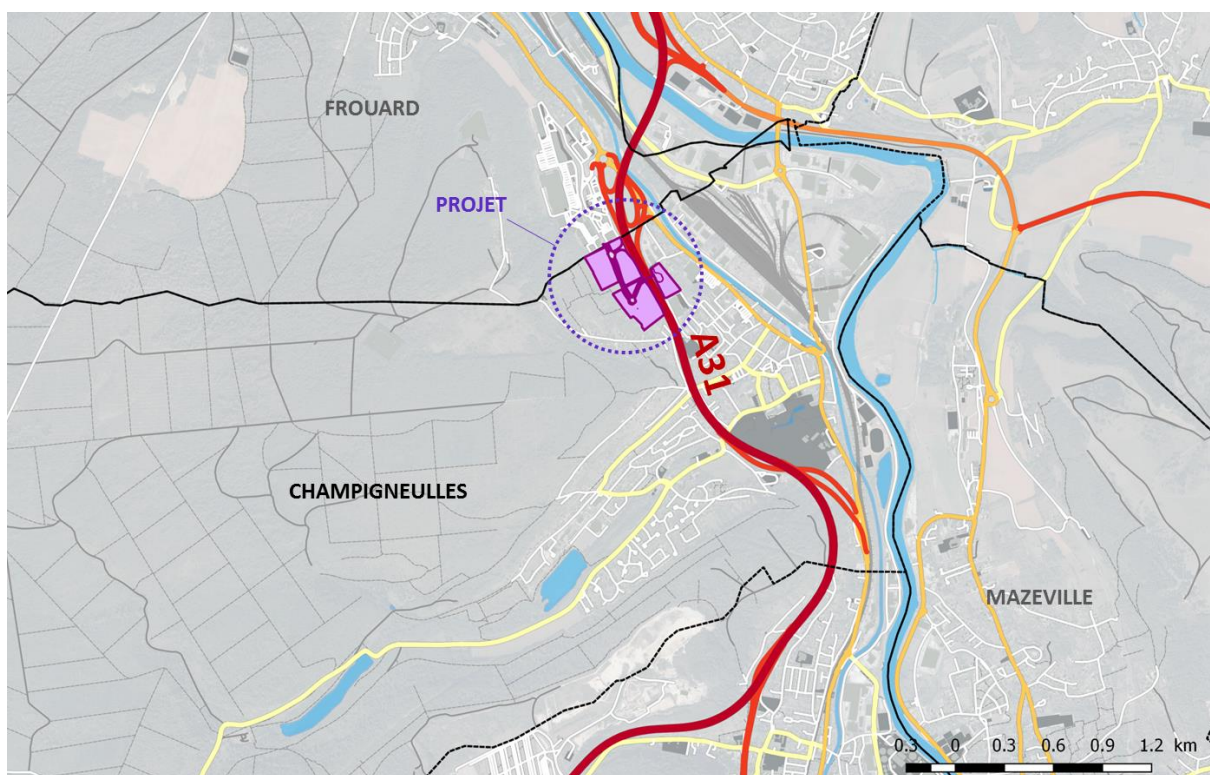 FROUARD
PROJET
A31
CHAMPIGNEULLES
MAZEVILLE
0.3 0 0.3 0.6 0.9 1.2 km